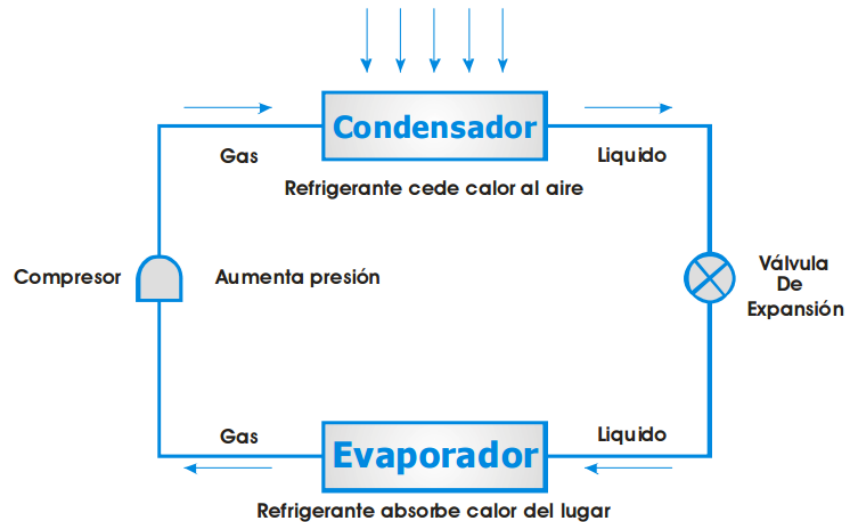 Condensador
Gas
Liquido
Refrigerante cede calor al aire
Compresor
Aumenta presión
Válvula
De
Expansión
Gas
Evaporador
Liquido
Refrigerante absorbe calor del lugar